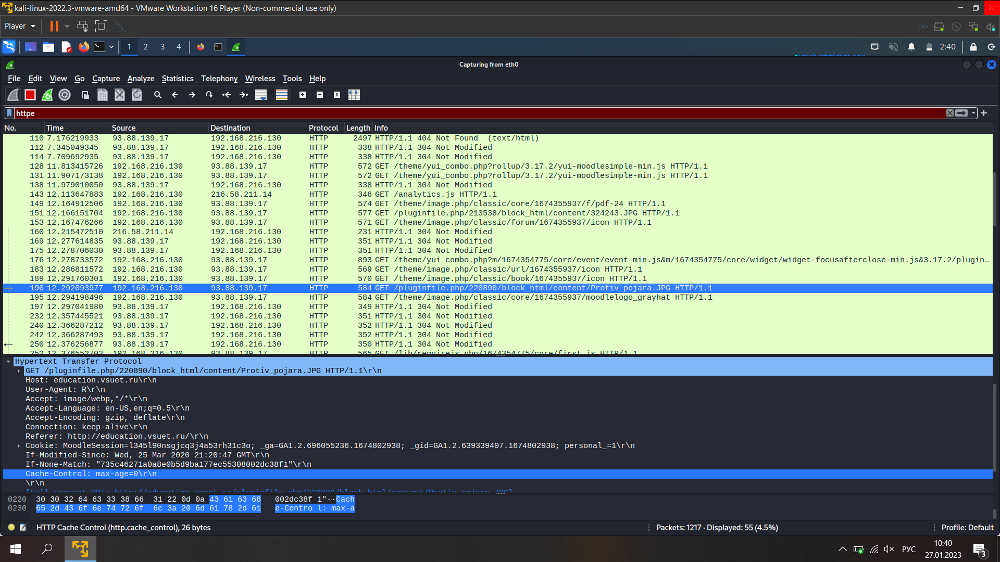 kali-linux-2022.3-vmware-amd64 - VMware Workstation 16 Player (Non-commercial use only)
Player
1 2 3 4 2:40
Capturing from eth0
File Edit View Go Capture Analyze Statistics Telephony Wireless Tools Help
httpe
No. Time Source Destination Protocol Length Info
110 7.176219933 93.88.139.17 192.168.216.130 HTTP 2497 HTTP/1.1 404 Not Found (text/html)
112 7.345049345 93.88.139.17 192.168.216.130 HTTP 338 HTTP/1.1 304 Not Modified
114 7.709692935 93.88.139.17 192.168.216.130 HTTP 338 HTTP/1.1 304 Not Modified
128 11.813415726 192.168.216.130 93.88.139.17 HTTP 572 GET /theme/yui_combo.php?rollup/3.17.2/yui-moodlesimple-min.js HTTP/1.1
131 11.907173138 192.168.216.130 93.88.139.17 HTTP 572 GET /theme/yui_combo.php?rollup/3.17.2/yui-moodlesimple-min.js HTTP/1.1
138 11.979010050 93.88.139.17 192.168.216.130 HTTP 338 HTTP/1.1 304 Not Modified
143 12.113647883 192.168.216.130 216.58.211.14 HTTP 346 GET /analytics.js HTTP/1.1
149 12.164912506 192.168.216.130 93.88.139.17 HTTP 574 GET /theme/image.php/classic/core/1674355937/f/pdf-24 HTTP/1.1
151 12.166151704 192.168.216.130 93.88.139.17 HTTP 577 GET /pluginfile.php/213538/block_html/content/324243.JPG HTTP/1.1
153 12.167476266 192.168.216.130 93.88.139.17 HTTP 571 GET /theme/image.php/classic/forum/1674355937/icon HTTP/1.1
160 12.215472510 216.58.211.14 192.168.216.130 HTTP 231 HTTP/1.1 304 Not Modified
169 12.277614835 93.88.139.17 192.168.216.130 HTTP 351 HTTP/1.1 304 Not Modified
175 12.278706030 93.88.139.17 192.168.216.130 HTTP 351 HTTP/1.1 304 Not Modified
176 12.278733572 192.168.216.130 93.88.139.17 HTTP 893 GET /theme/yui_combo.php?m/1674354775/core/event/event-min.js&m/1674354775/core/widget/widget-focusafterclose-min.js&3.17.2/plugin…
183 12.286811572 192.168.216.130 93.88.139.17 HTTP 569 GET /theme/image.php/classic/url/1674355937/icon HTTP/1.1
189 12.291760301 192.168.216.130 93.88.139.17 HTTP 570 GET /theme/image.php/classic/book/1674355937/icon HTTP/1.1
190 12.292093977 192.168.216.130 93.88.139.17 HTTP 584 GET /pluginfile.php/220890/block_html/content/Protiv_pojara.JPG HTTP/1.1
195 12.294198496 192.168.216.130 93.88.139.17 HTTP 584 GET /theme/image.php/classic/core/1674355937/moodlelogo_grayhat HTTP/1.1
197 12.297041980 93.88.139.17 192.168.216.130 HTTP 349 HTTP/1.1 304 Not Modified
232 12.357445521 93.88.139.17 192.168.216.130 HTTP 351 HTTP/1.1 304 Not Modified
240 12.366287212 93.88.139.17 192.168.216.130 HTTP 352 HTTP/1.1 304 Not Modified
242 12.366287493 93.88.139.17 192.168.216.130 HTTP 352 HTTP/1.1 304 Not Modified
250 12.376256877 93.88.139.17 192.168.216.130 HTTP 350 HTTP/1.1 304 Not Modified
252 12.376552702 192.168.216.130 93.88.139.17 HTTP 565 GET /lib/requirejs.php/1674354775/core/first.js HTTP/1.1
Hypertext Transfer Protocol
GET /pluginfile.php/220890/block_html/content/Protiv_pojara.JPG HTTP/1.1\r\n
Host: education.vsuet.ru\r\n
User-Agent: R\r\n
Accept: image/webp,*/*\r\n
Accept-Language: en-US,en;q=0.5\r\n
Accept-Encoding: gzip, deflate\r\n
Connection: keep-alive\r\n
Referer: http://education.vsuet.ru/\r\n
Cookie: MoodleSession=l345l90nsgjcq3j4a53rh31c3o; _ga=GA1.2.696055236.1674802938; _gid=GA1.2.639339407.1674802938; personal_=1\r\n
If-Modified-Since: Wed, 25 Mar 2020 21:20:47 GMT\r\n
If-None-Match: "735c46271a0a8e0b5d9ba177ec55308002dc38f1"\r\n
Cache-Control: max-age=0\r\n
\r\n
[Full request URI: http://education.vsuet.ru/pluginfile.php/220890/block_html/content/Protiv_pojara.JPG]
0220 30 30 32 64 63 33 38 66 31 22 0d 0a 43 61 63 68 002dc38f 1"··Cach
0230 65 2d 43 6f 6e 74 72 6f 6c 3a 20 6d 61 78 2d 61 e-Contro l: max-a
HTTP Cache Control (http.cache_control), 26 bytes Packets: 1217 · Displayed: 55 (4.5%) Profile: Default
РУС 10:40
27.01.2023 3